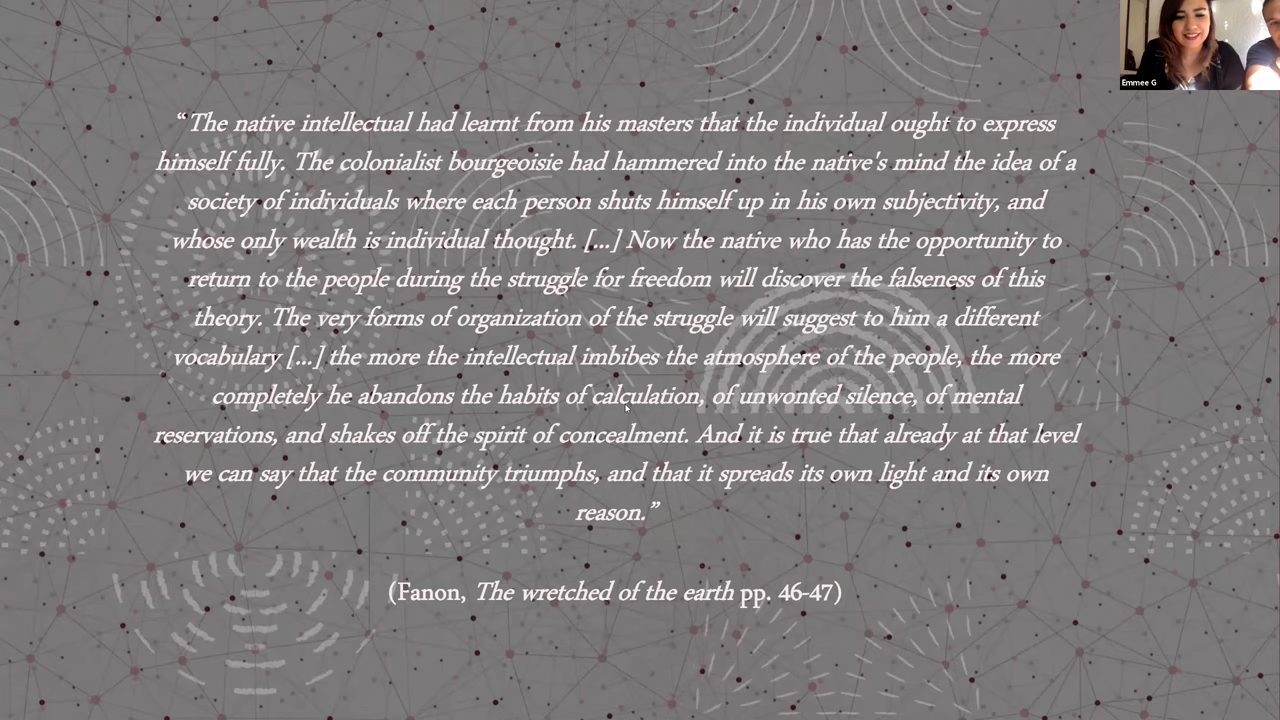 Emmee G
“The native intellectual had learnt from his masters that the individual ought to express
himself fully. The colonialist bourgeoisie had hammered into the native's mind the idea of a
society of individuals where each person shuts himself up in his own subjectivity, and
whose only wealth is individual thought. [...] Now the native who has the opportunity to
return to the people during the struggle for freedom will discover the falseness of this
theory. The very forms of organization of the struggle will suggest to him a different
vocabulary [...] the more the intellectual imbibes the atmosphere of the people, the more
completely he abandons the habits of calculation, of unwonted silence, of mental
reservations, and shakes off the spirit of concealment. And it is true that already at that level
we can say that the community triumphs, and that it spreads its own light and its own
reason.”
(Fanon, The wretched of the earth pp. 46-47)